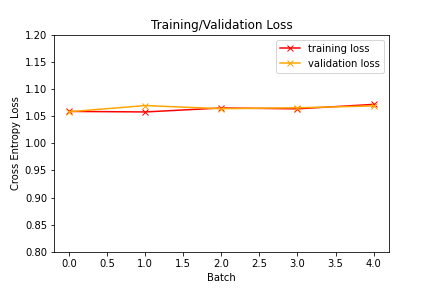 Training/Validation Loss
training loss
validation loss
Cross Entropy Loss
1.20
1.15
1.10
1.05
1.00
0.95
0.90
0.85
0.80
0.0 0.5 1.0 1.5 2.0 2.5 3.0 3.5 4.0
Batch